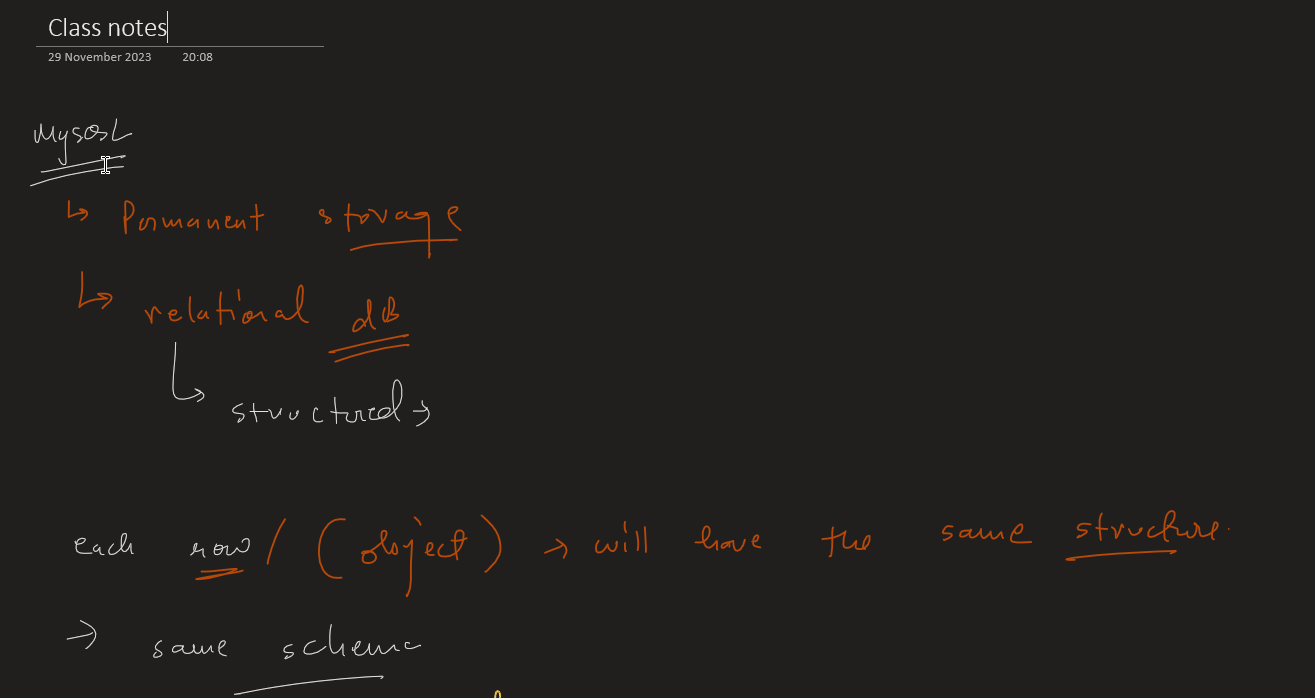 Class notes
29 November 2023 20:08
MysQL
↳ Permanent storage
↳ relational dB
↳ structured →
each row / (object) → will have the same structure.
→ same schema